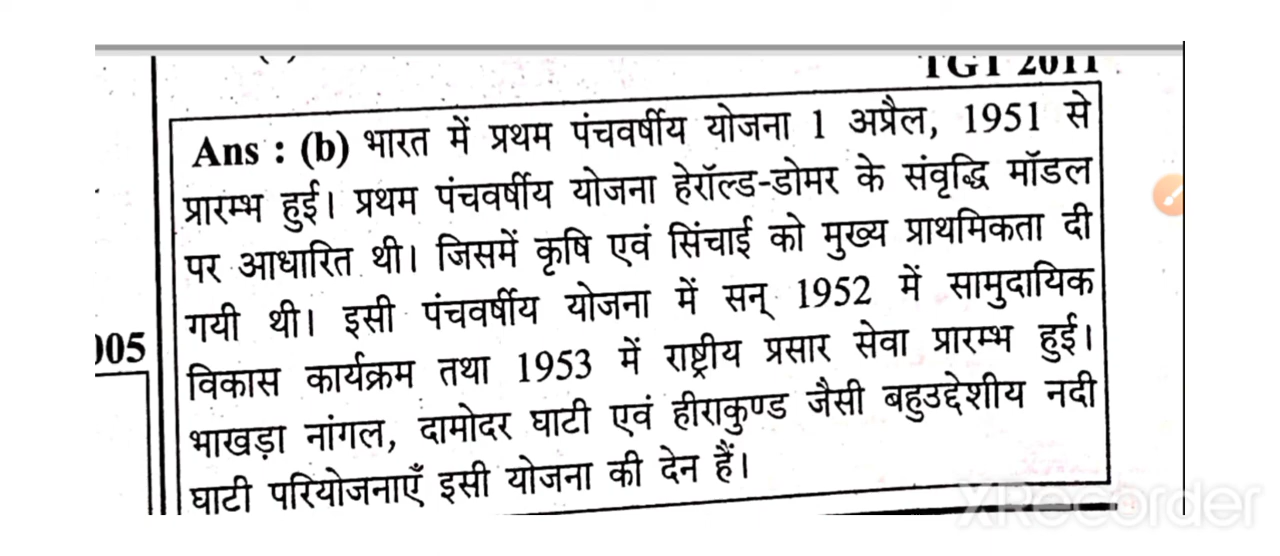 TGT 2011
Ans : (b) भारत में प्रथम पंचवर्षीय योजना 1 अप्रैल, 1951 से
प्रारम्भ हुई। प्रथम पंचवर्षीय योजना हेरॉल्ड-डोमर के संवृद्धि मॉडल
पर आधारित थी। जिसमें कृषि एवं सिंचाई को मुख्य प्राथमिकता दी
गयी थी। इसी पंचवर्षीय योजना में सन् 1952 में सामुदायिक
विकास कार्यक्रम तथा 1953 में राष्ट्रीय प्रसार सेवा प्रारम्भ हुई।
भाखड़ा नांगल, दामोदर घाटी एवं हीराकुण्ड जैसी बहुउद्देशीय नदी
घाटी परियोजनाएँ इसी योजना की देन हैं।
005
XRecorder